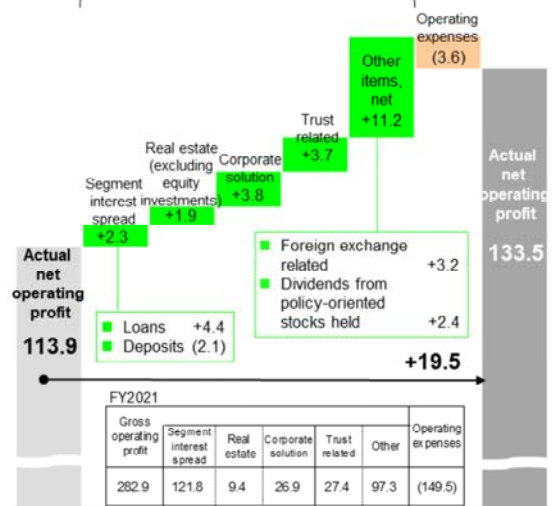 Operating
expenses
(3.6)
Other
items,
net
+11.2
Trust
related
+3.7
Corporate
solution
+3.8
Real estate
(excluding
equity
investments)
+1.9
Segment
interest
spread
+2.3
Actual
net
operating
profit
113.9
Actual
net
operating
profit
133.5
Loans +4.4
Deposits (2.1)
Foreign exchange
related +3.2
Dividends from
policy-oriented
stocks held +2.4
+19.5
FY2021
Gross
operating
profit
Segment
interest
spread
Real
estate
Corporate
solution
Trust
related
Other
Operating
expenses
282.9 121.8 9.4 26.9 27.4 97.3 (149.5)